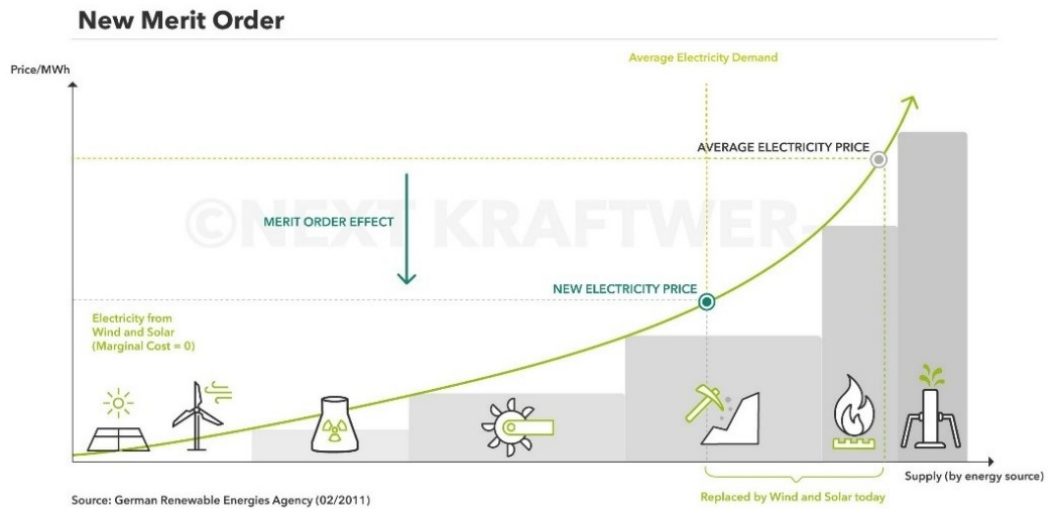 New Merit Order
Average Electricity Demand
Price/MWh
AVERAGE ELECTRICITY PRICE
©NEXT KRAFTWER-
MERIT ORDER EFFECT
NEW ELECTRICITY PRICE
Electricity from
Wind and Solar
(Marginal Cost = 0)
Supply (by energy source)
Source: German Renewable Energies Agency (02/2011)
Replaced by Wind and Solar today